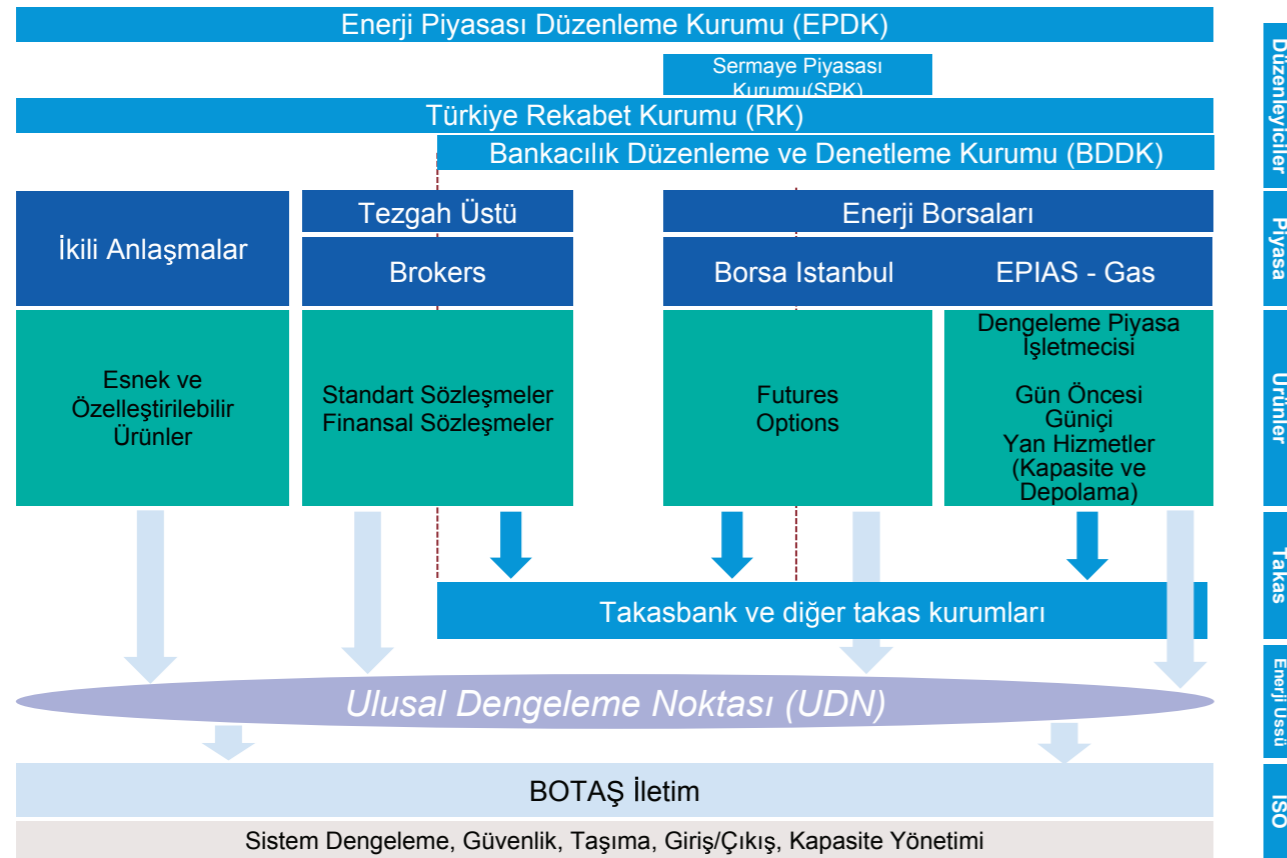 Enerji Piyasası Düzenleme Kurumu (EPDK)
Sermaye Piyasası
Kurumu(SPK)
Türkiye Rekabet Kurumu (RK)
Bankacılık Düzenleme ve Denetleme Kurumu (BDDK)
Düzenleyiciler
İkili Anlaşmalar
Tezgah Üstü
Brokers
Enerji Borsaları
Borsa Istanbul
EPIAS - Gas
Piyasa
Esnek ve
Özelleştirilebilir
Ürünler
Standart Sözleşmeler
Finansal Sözleşmeler
Futures
Options
Dengeleme Piyasa
İşletmecisi
Gün Öncesi
Güniçi
Yan Hizmetler
(Kapasite ve
Depolama)
Ürünler
Takasbank ve diğer takas kurumları
Takas
Ulusal Dengeleme Noktası (UDN)
Enerji Üssü
BOTAŞ İletim
Sistem Dengeleme, Güvenlik, Taşıma, Giriş/Çıkış, Kapasite Yönetimi
ISO